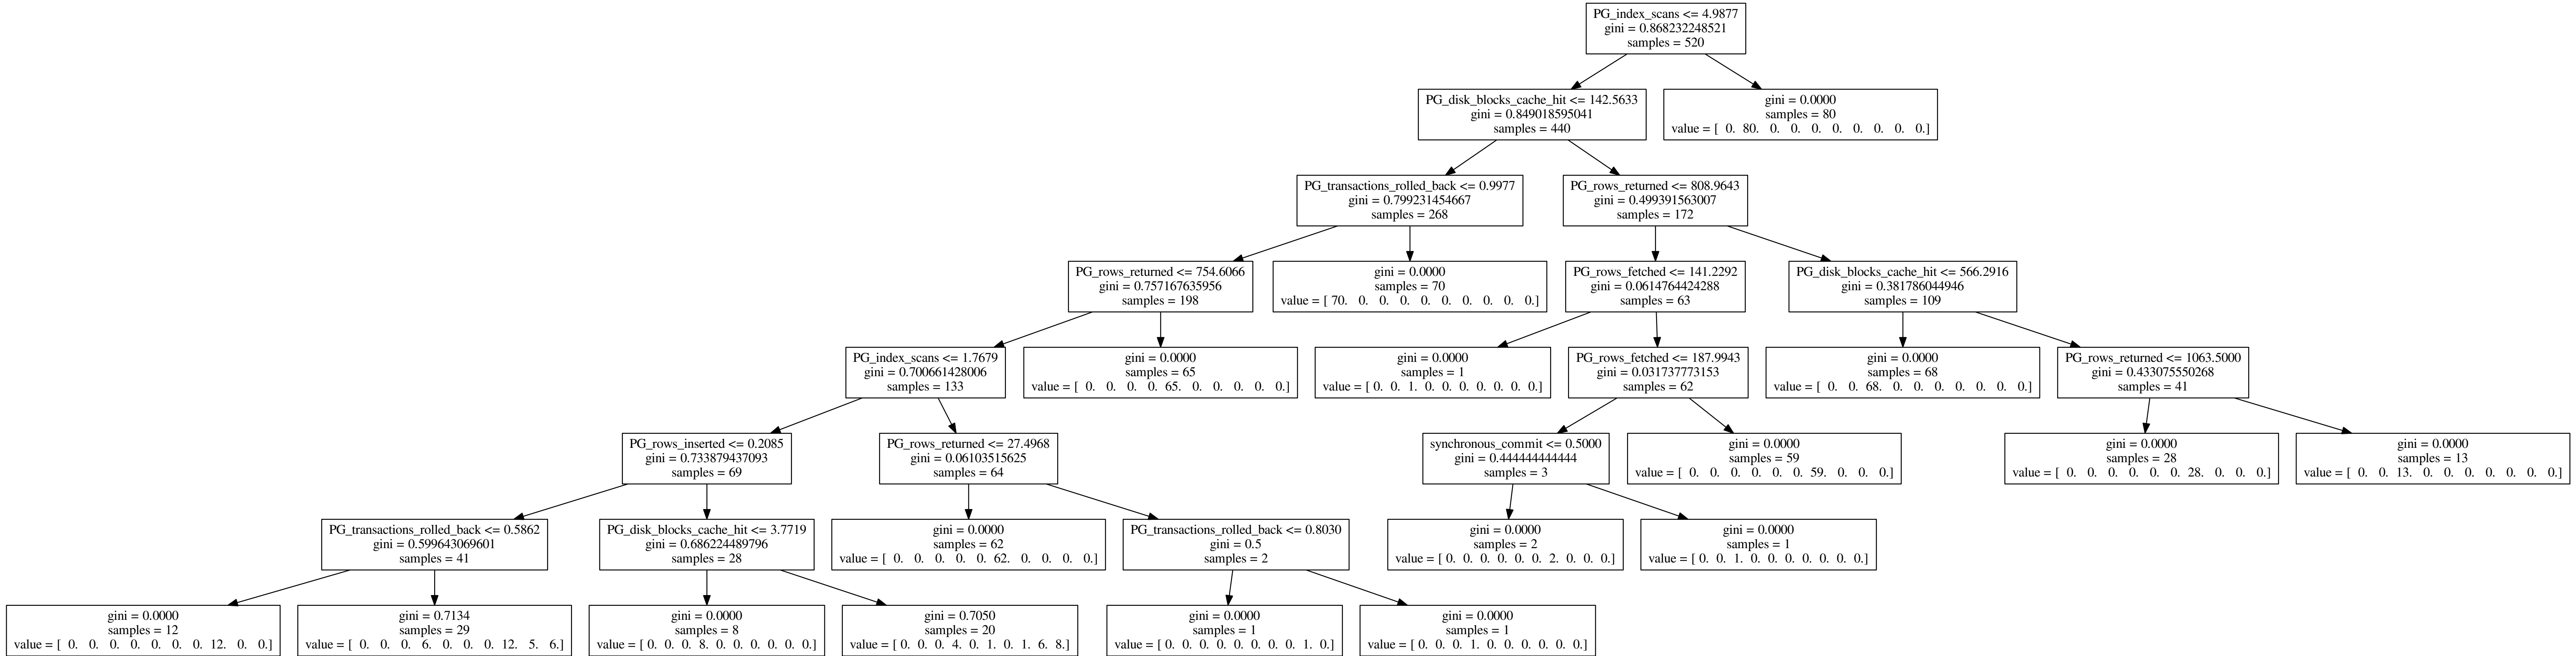 PG_index_scans <= 4.9877
gini = 0.868232248521
samples = 520
PG_disk_blocks_cache_hit <= 142.5633
gini = 0.849018595041
samples = 440
gini = 0.0000
samples = 80
value = [  0.  80.   0.   0.   0.   0.   0.   0.   0.   0.]
PG_transactions_rolled_back <= 0.9977
gini = 0.799231454667
samples = 268
PG_rows_returned <= 808.9643
gini = 0.499391563007
samples = 172
PG_rows_returned <= 754.6066
gini = 0.757167635956
samples = 198
gini = 0.0000
samples = 70
value = [ 70.   0.   0.   0.   0.   0.   0.   0.   0.   0.]
PG_rows_fetched <= 141.2292
gini = 0.0614764424288
samples = 63
PG_disk_blocks_cache_hit <= 566.2916
gini = 0.381786044946
samples = 109
PG_index_scans <= 1.7679
gini = 0.700661428006
samples = 133
gini = 0.0000
samples = 65
value = [  0.   0.   0.   0.  65.   0.   0.   0.   0.   0.]
gini = 0.0000
samples = 1
value = [ 0.  0.  1.  0.  0.  0.  0.  0.  0.  0.]
PG_rows_fetched <= 187.9943
gini = 0.031737773153
samples = 62
gini = 0.0000
samples = 68
value = [  0.   0.  68.   0.   0.   0.   0.   0.   0.   0.]
PG_rows_returned <= 1063.5000
gini = 0.433075550268
samples = 41
PG_rows_inserted <= 0.2085
gini = 0.733879437093
samples = 69
PG_rows_returned <= 27.4968
gini = 0.06103515625
samples = 64
synchronous_commit <= 0.5000
gini = 0.444444444444
samples = 3
gini = 0.0000
samples = 59
value = [  0.   0.   0.   0.   0.   0.  59.   0.   0.   0.]
gini = 0.0000
samples = 28
value = [  0.   0.   0.   0.   0.   0.  28.   0.   0.   0.]
gini = 0.0000
samples = 13
value = [  0.   0.  13.   0.   0.   0.   0.   0.   0.   0.]
PG_transactions_rolled_back <= 0.5862
gini = 0.599643069601
samples = 41
PG_disk_blocks_cache_hit <= 3.7719
gini = 0.686224489796
samples = 28
gini = 0.0000
samples = 62
value = [  0.   0.   0.   0.   0.  62.   0.   0.   0.   0.]
PG_transactions_rolled_back <= 0.8030
gini = 0.5
samples = 2
gini = 0.0000
samples = 2
value = [ 0.  0.  0.  0.  0.  0.  2.  0.  0.  0.]
gini = 0.0000
samples = 1
value = [ 0.  0.  1.  0.  0.  0.  0.  0.  0.  0.]
gini = 0.0000
samples = 12
value = [  0.   0.   0.   0.   0.   0.   0.  12.   0.   0.]
gini = 0.7134
samples = 29
value = [  0.   0.   0.   6.   0.   0.   0.  12.   5.   6.]
gini = 0.0000
samples = 8
value = [ 0.  0.  0.  8.  0.  0.  0.  0.  0.  0.]
gini = 0.7050
samples = 20
value = [ 0.  0.  0.  4.  0.  1.  0.  1.  6.  8.]
gini = 0.0000
samples = 1
value = [ 0.  0.  0.  0.  0.  0.  0.  0.  1.  0.]
gini = 0.0000
samples = 1
value = [ 0.  0.  0.  1.  0.  0.  0.  0.  0.  0.]